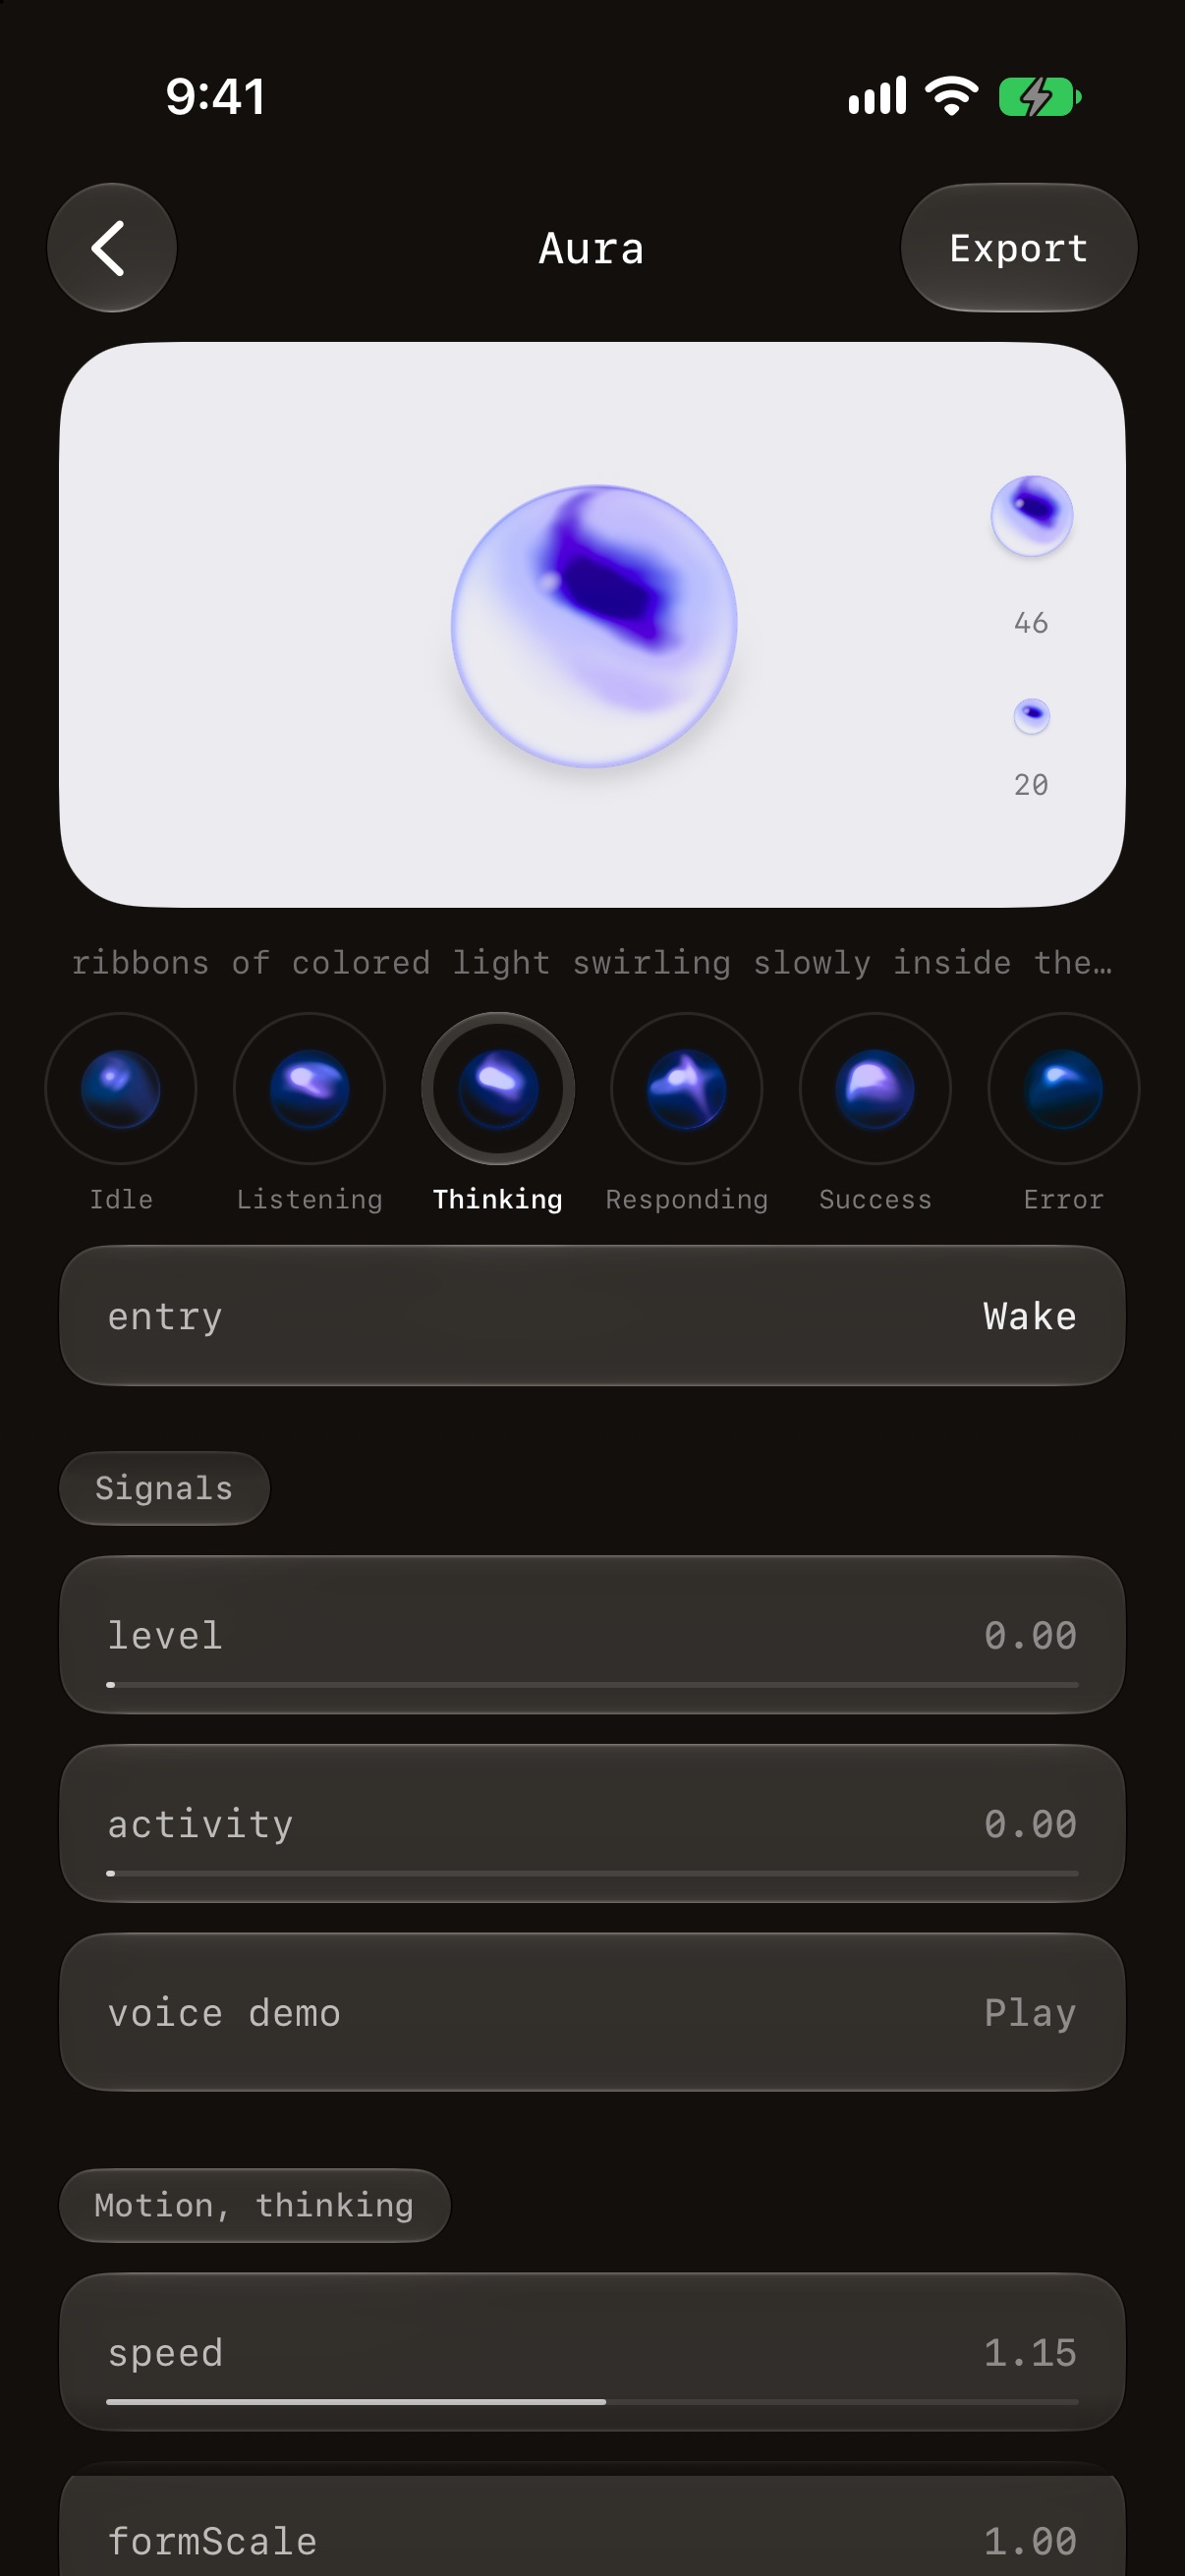 9:41
Aura
Export
46
20
ribbons of colored light swirling slowly inside the…
Idle
Listening
Thinking
Responding
Success
Error
entry
Wake
Signals
level
0.00
activity
0.00
voice demo
Play
Motion, thinking
speed
1.15
formScale
1.00